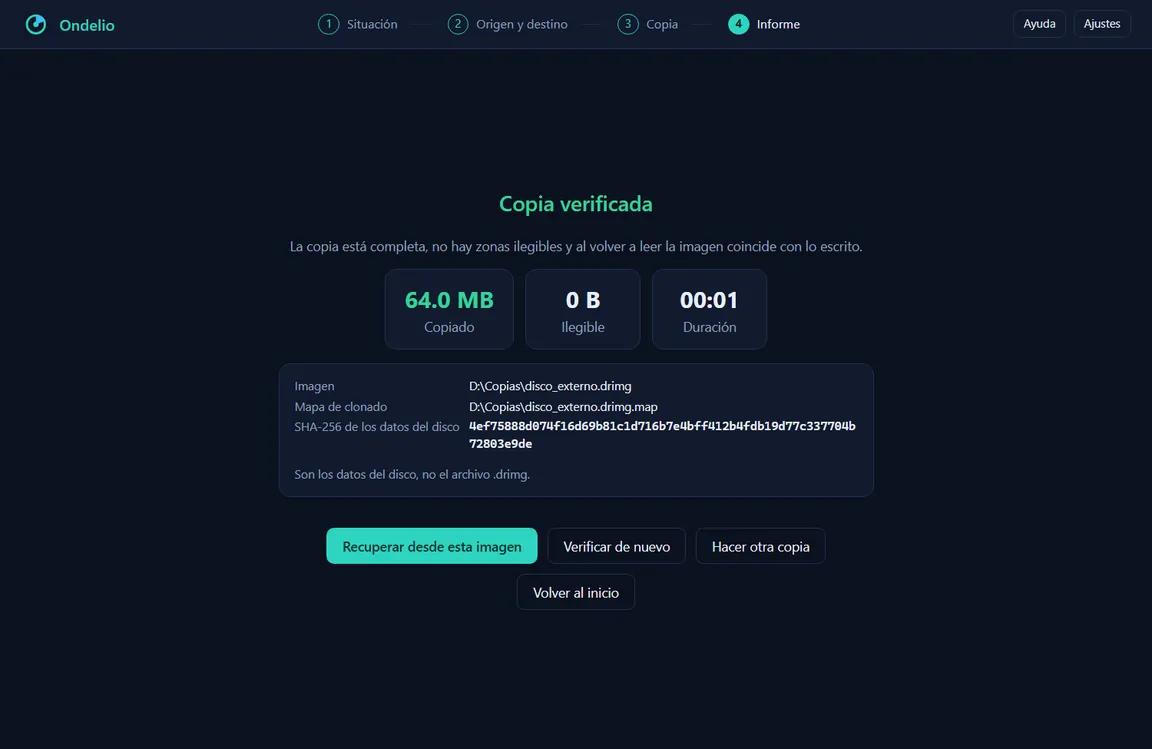 Ondelio
1 Situación
2 Origen y destino
3 Copia
4 Informe
Ayuda
Ajustes
Copia verificada
La copia está completa, no hay zonas ilegibles y al volver a leer la imagen coincide con lo escrito.
64.0 MB
Copiado
0 B
Ilegible
00:01
Duración
Imagen D:\Copias\disco_externo.drimg
Mapa de clonado D:\Copias\disco_externo.drimg.map
SHA-256 de los datos del disco 4ef75888d074f16d69b81c1d716b7e4bff412b4fdb19d77c337704b
72803e9de
Son los datos del disco, no el archivo .drimg.
Recuperar desde esta imagen
Verificar de nuevo
Hacer otra copia
Volver al inicio